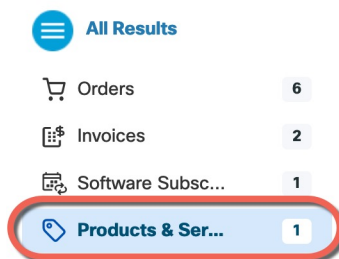 All Results
Orders 6
Invoices 2
Software Subsc... 1
Products & Ser... 1